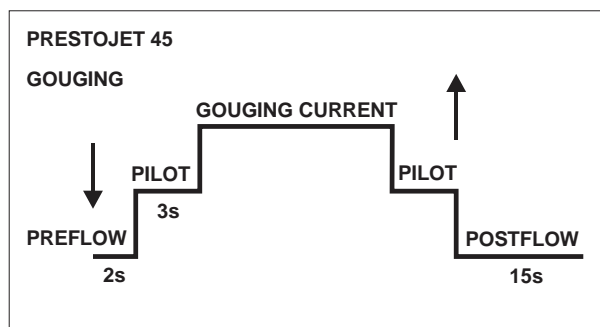 PRESTOJET 45
GOUGING
GOUGING CURRENT
PILOT
PILOT
3s
PREFLOW
POSTFLOW
2s
15s